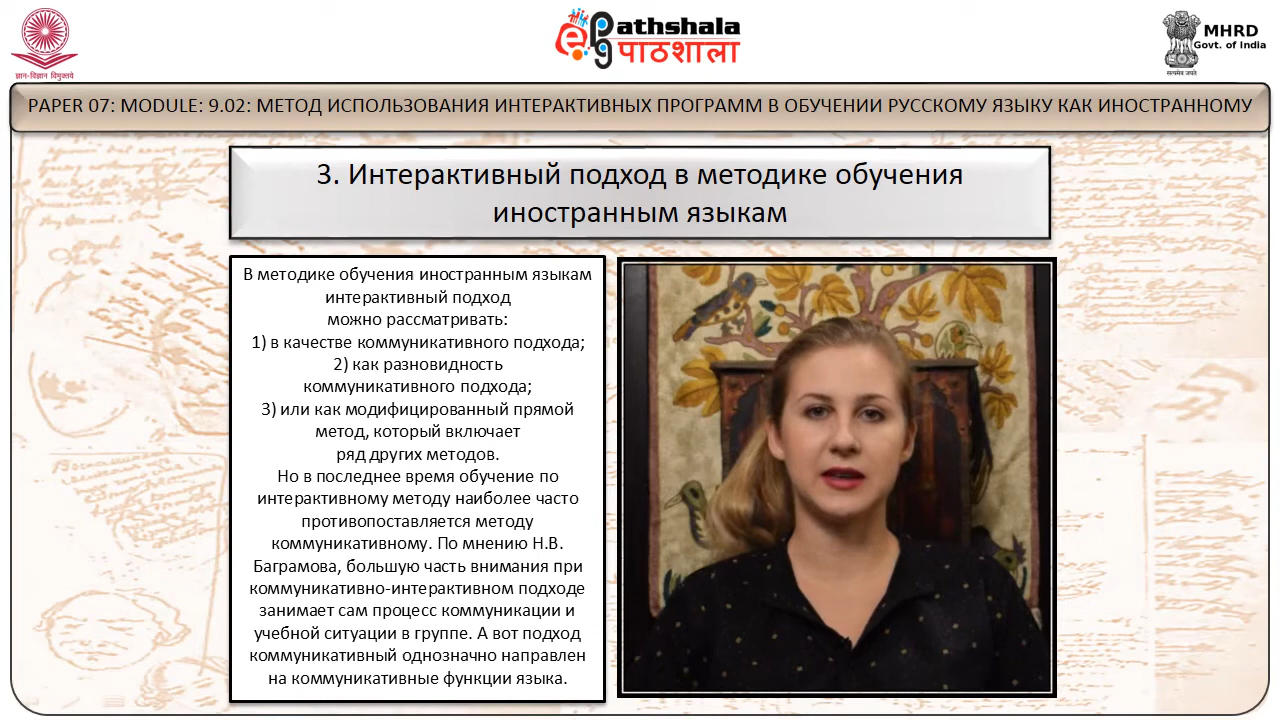 ज्ञान-विज्ञान विमुक्तये
ePathshala
पाठशाला
MHRD
Govt. of India
सत्यमेव जयते
PAPER 07: MODULE: 9.02: МЕТОД ИСПОЛЬЗОВАНИЯ ИНТЕРАКТИВНЫХ ПРОГРАММ В ОБУЧЕНИИ РУССКОМУ ЯЗЫКУ КАК ИНОСТРАННОМУ
3. Интерактивный подход в методике обучения
иностранным языкам
В методике обучения иностранным языкам
интерактивный подход
можно рассматривать:
1) в качестве коммуникативного подхода;
2) как разновидность
коммуникативного подхода;
3) или как модифицированный прямой
метод, который включает
ряд других методов.
Но в последнее время обучение по
интерактивному методу наиболее часто
противопоставляется методу
коммуникативному. По мнению Н.В.
Баграмова, большую часть внимания при
коммуникативно-интерактивном подходе
занимает сам процесс коммуникации и
учебной ситуации в группе. А вот подход
коммуникативный однозначно направлен
на коммуникативные функции языка.